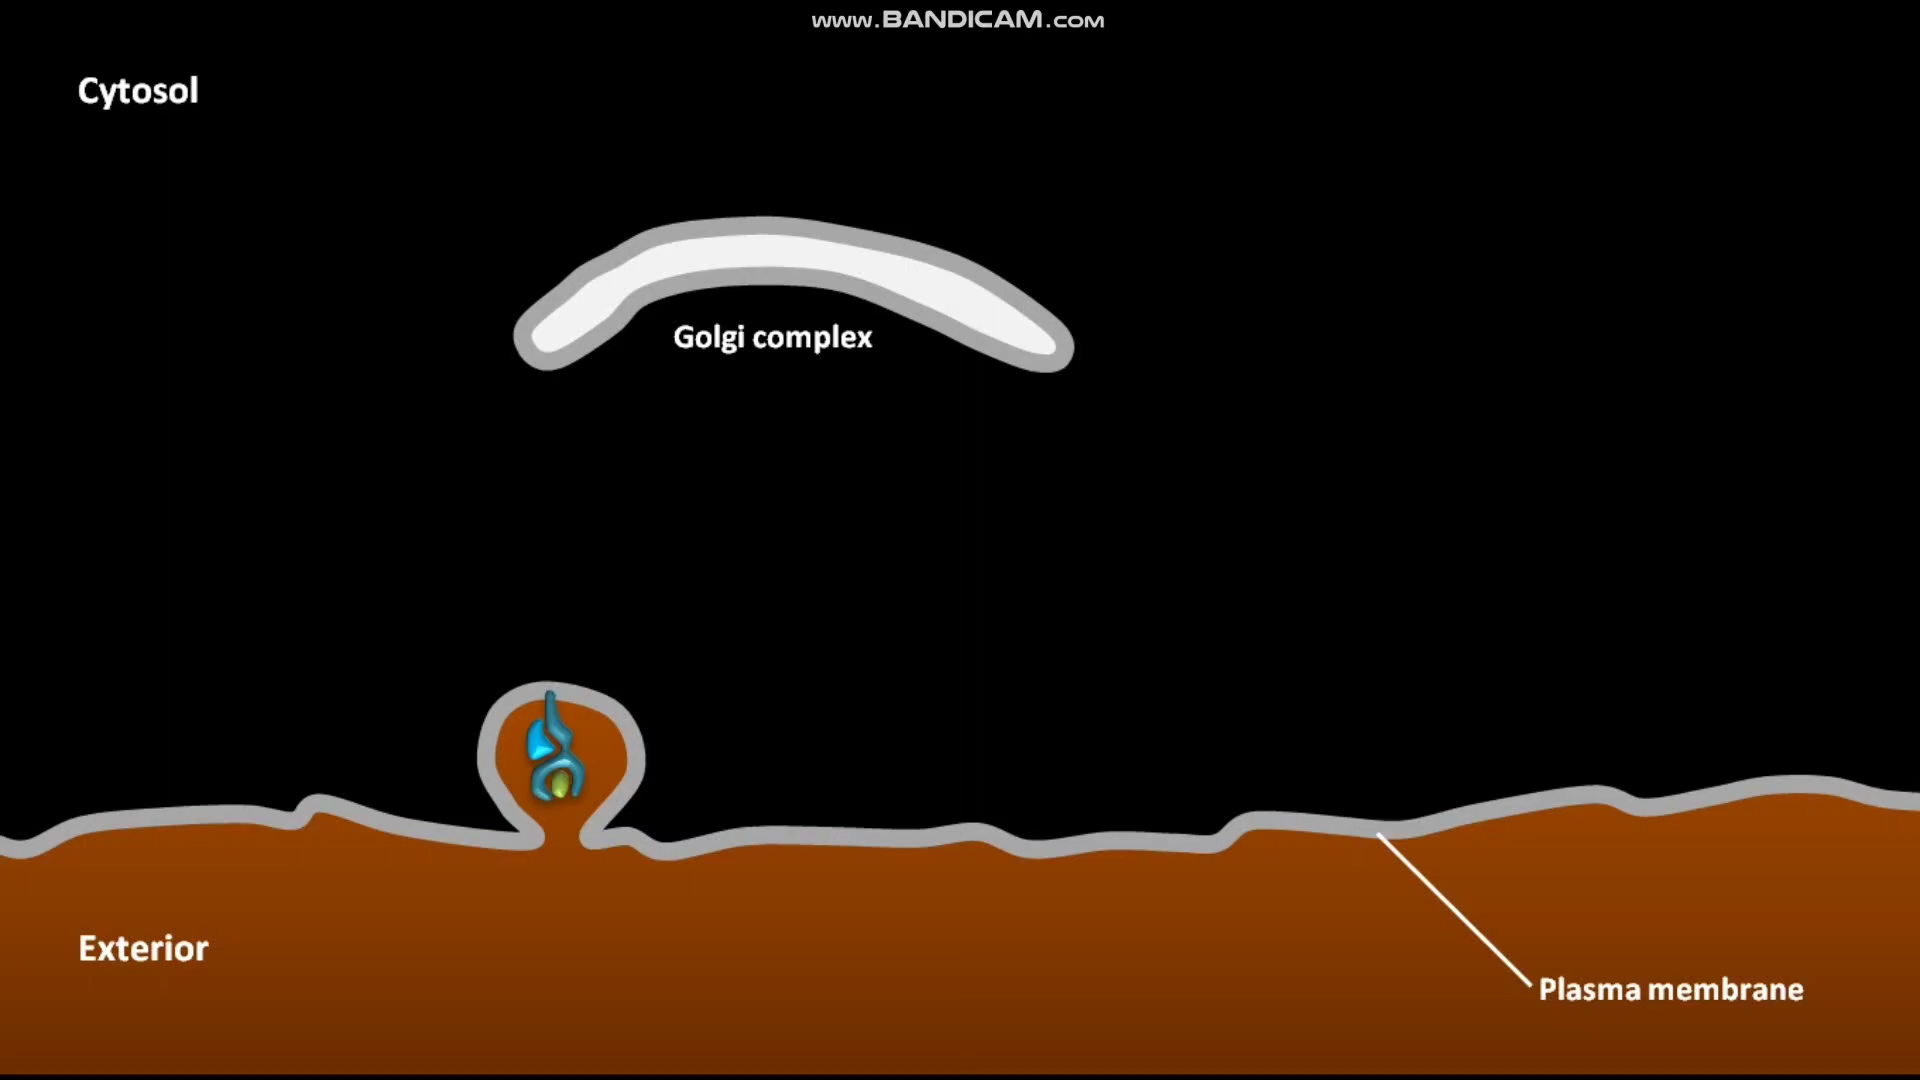 www.BANDICAM.com
Cytosol
Golgi complex
Exterior
Plasma membrane